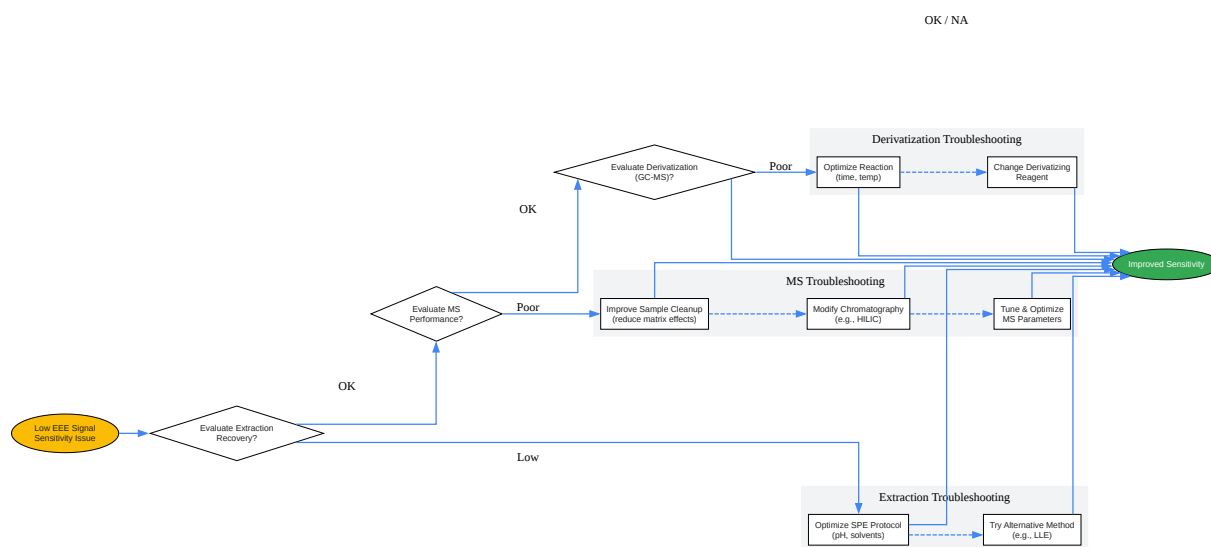 OK / NA
Derivatization Troubleshooting
Evaluate Derivatization
(GC-MS)?
Poor
Optimize Reaction
(time, temp)
Change Derivatizing
Reagent
OK
Improved Sensitivity
MS Troubleshooting
Evaluate MS
Performance?
Poor
Improve Sample Cleanup
(reduce matrix effects)
Modify Chromatography
(e.g., HILIC)
Tune & Optimize
MS Parameters
OK
Low EEE Signal
Sensitivity Issue
Evaluate Extraction
Recovery?
Low
Extraction Troubleshooting
Optimize SPE Protocol
(pH, solvents)
Try Alternative Method
(e.g., LLE)